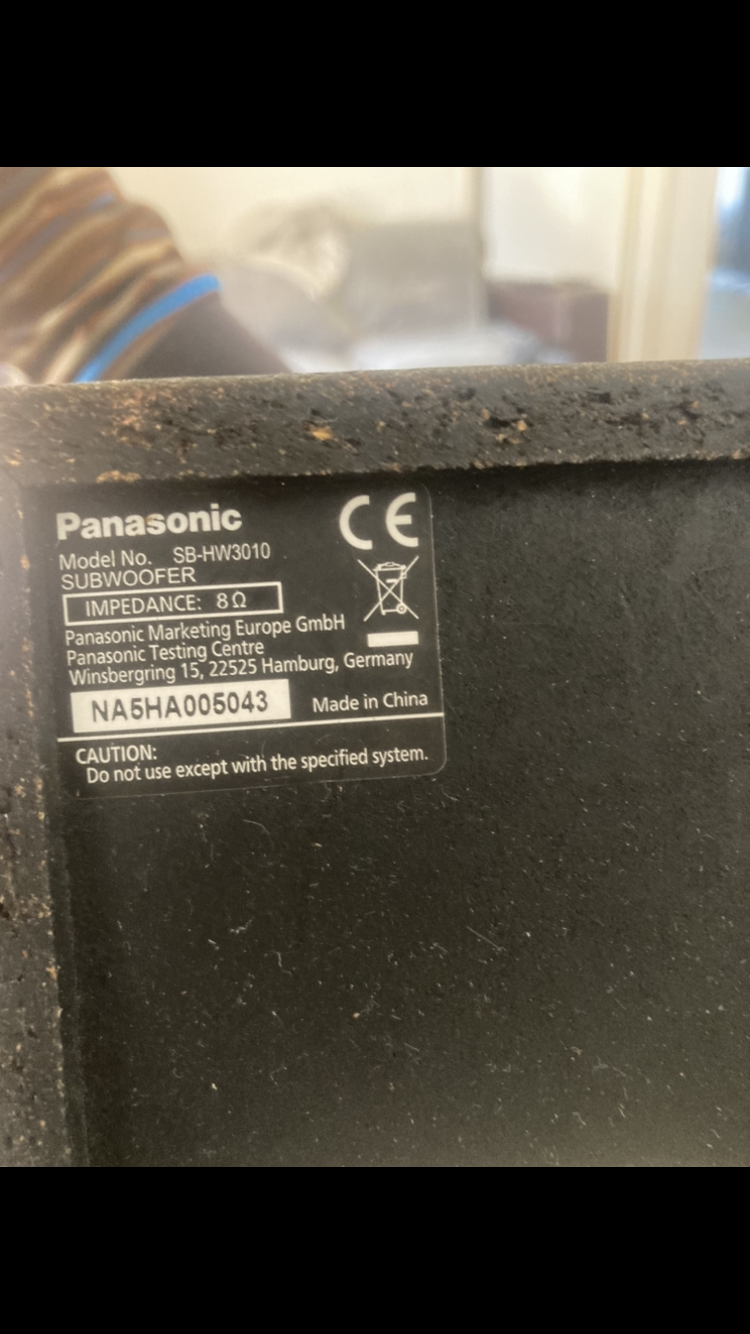 Panasonic
CE
Model No. SB-HW3010
SUBWOOFER
IMPEDANCE: 8Ω
Panasonic Marketing Europe GmbH
Panasonic Testing Centre
Winsbergring 15, 22525 Hamburg, Germany
NA5HA005043
Made in China
CAUTION:
Do not use except with the specified system.